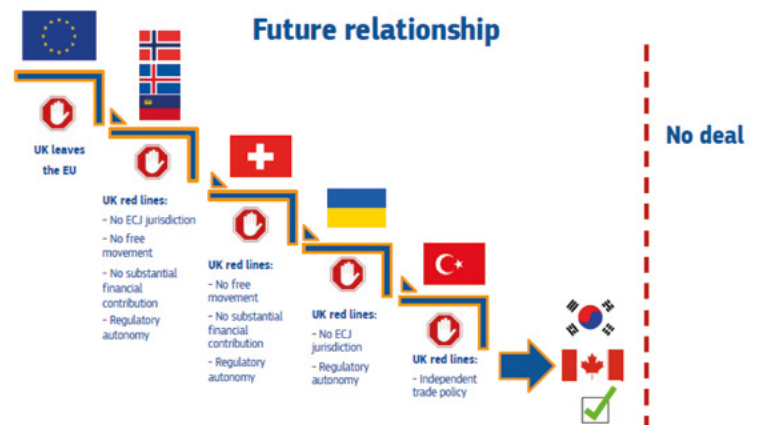 Future relationship
No deal
UK leaves
the EU
UK red lines:
- No ECJ jurisdiction
- No free
movement
- No substantial
financial
contribution
- Regulatory
autonomy
UK red lines:
- No free
movement
- No substantial
financial
contribution
- Regulatory
autonomy
UK red lines:
- No ECJ
jurisdiction
- Regulatory
autonomy
UK red lines:
- Independent
trade policy